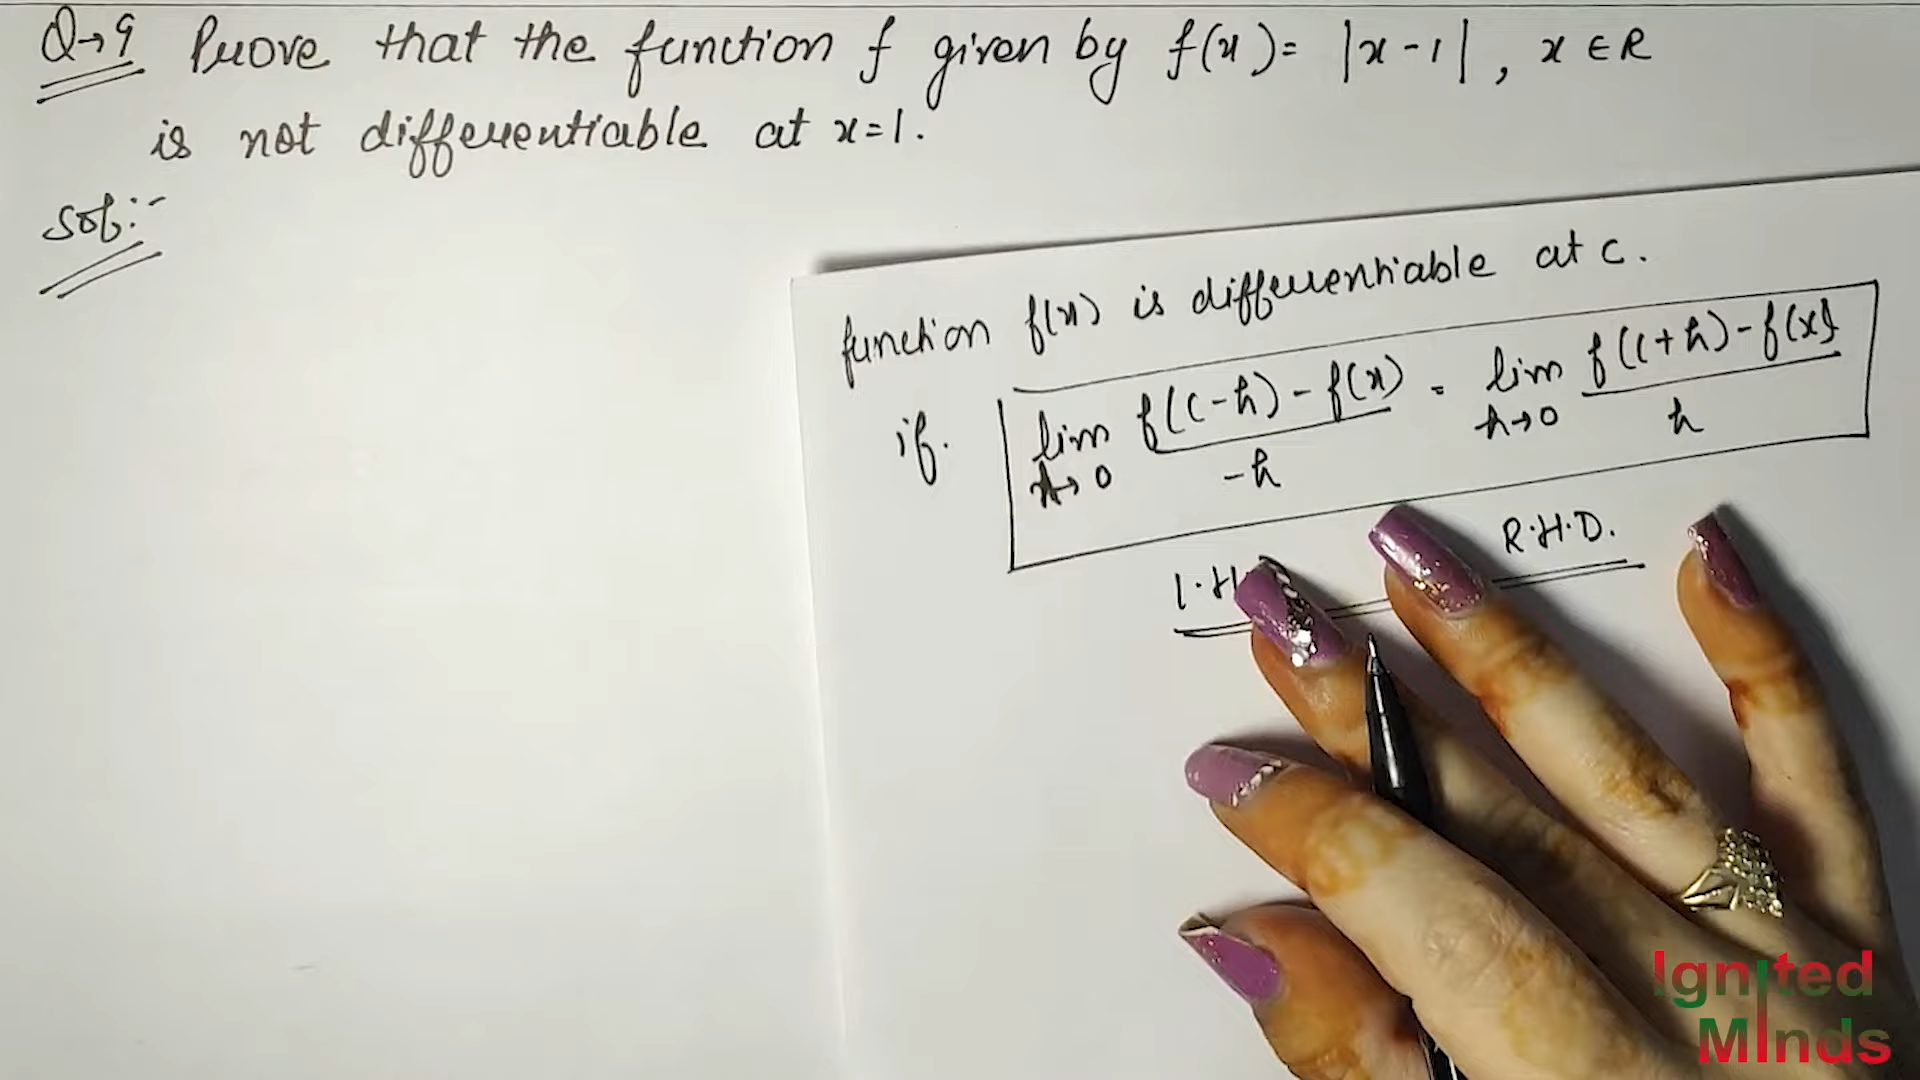 Q→9 Prove that the function f given by f(x)= |x-1|, x ∈ R
is not differentiable at x=1.
Sol:-
function f(x) is differentiable at c.
if. lim h→0 f(c-h)-f(x) / -h = lim h→0 f(c+h)-f(x) / h
R.H.D.
L.H
Ignited
Minds